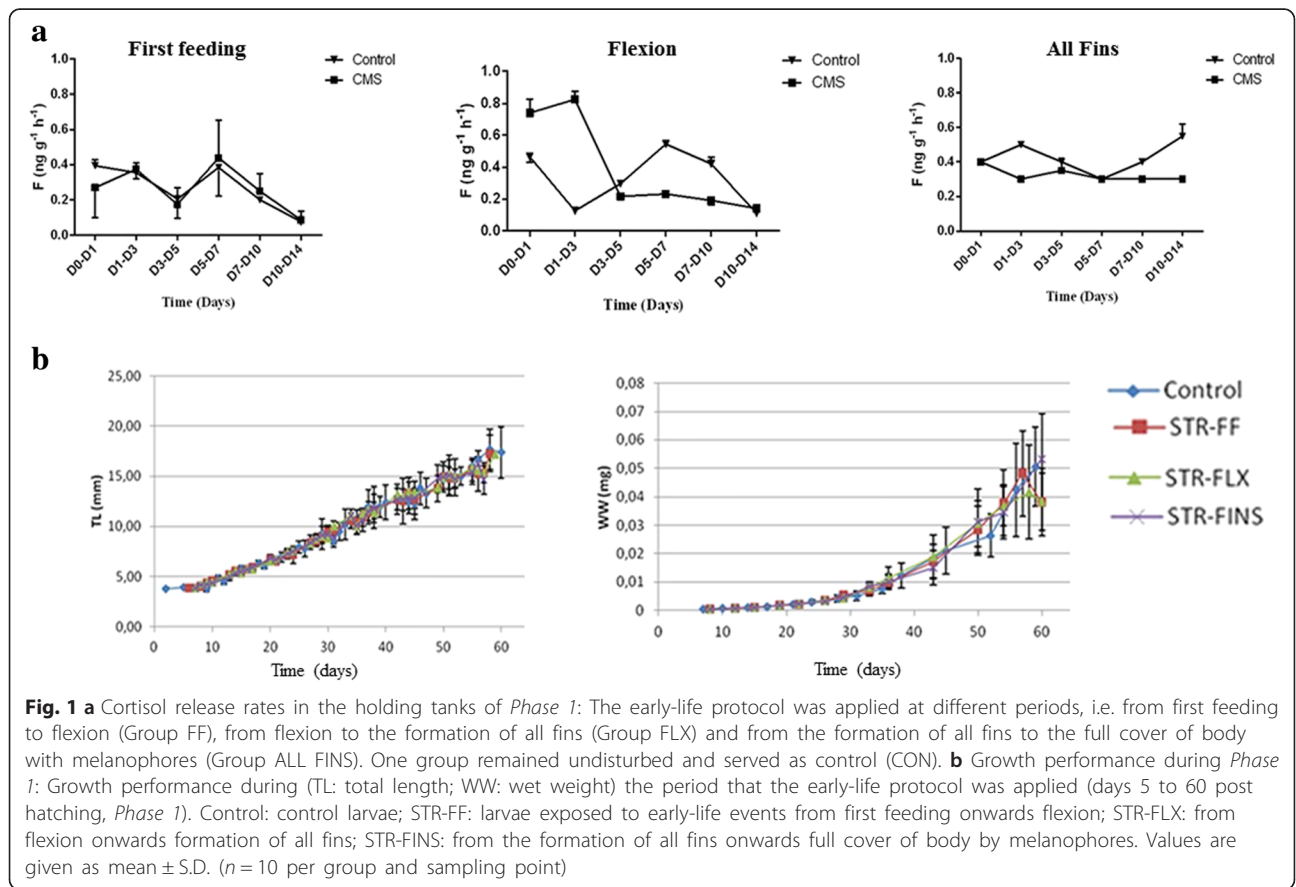 a
First feeding
Control
CMS
F (ng g⁻¹ h⁻¹)
1.0
0.8
0.6
0.4
0.2
0.0
D0-D1
D1-D3
D3-D5
D5-D7
D7-D10
D10-D14
Time (Days)
Flexion
Control
CMS
F (ng g⁻¹ h⁻¹)
1.0
0.8
0.6
0.4
0.2
0.0
D0-D1
D1-D3
D3-D5
D5-D7
D7-D10
D10-D14
Time (Days)
All Fins
Control
CMS
F (ng g⁻¹ h⁻¹)
1.0
0.8
0.6
0.4
0.2
0.0
D0-D1
D1-D3
D3-D5
D5-D7
D7-D10
D10-D14
Time (Days)
b
TL (mm)
25,00
20,00
15,00
10,00
5,00
0,00
0 10 20 30 40 50 60
Time (days)
WW (mg)
0,08
0,07
0,06
0,05
0,04
0,03
0,02
0,01
0
0 10 20 30 40 50 60
Time (days)
Control
STR-FF
STR-FLX
STR-FINS
Fig. 1 a Cortisol release rates in the holding tanks of Phase 1: The early-life protocol was applied at different periods, i.e. from first feeding
to flexion (Group FF), from flexion to the formation of all fins (Group FLX) and from the formation of all fins to the full cover of body
with melanophores (Group ALL FINS). One group remained undisturbed and served as control (CON). b Growth performance during Phase
1: Growth performance during (TL: total length; WW: wet weight) the period that the early-life protocol was applied (days 5 to 60 post
hatching, Phase 1). Control: control larvae; STR-FF: larvae exposed to early-life events from first feeding onwards flexion; STR-FLX: from
flexion onwards formation of all fins; STR-FINS: from the formation of all fins onwards full cover of body by melanophores. Values are
given as mean ± S.D. (n = 10 per group and sampling point)